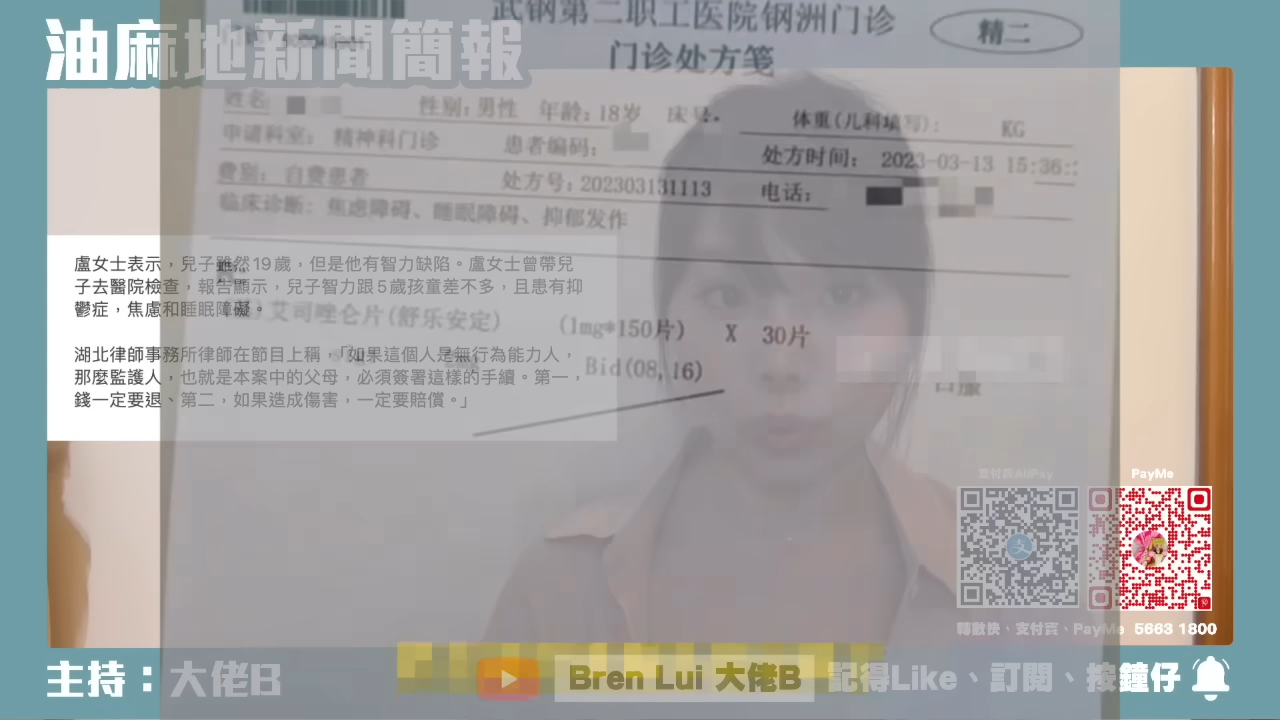 武钢第二职工医院钢洲门诊
精二
油麻地新聞簡報
门诊处方笺
姓名:
性别: 男性 年龄: 18岁 床号.
体重(儿科填写): KG
申请科室: 精神科门诊 患者编码:
处方时间: 2023-03-13 15:36:
费别: 自费患者 处方号: 202303131113 电话:
临床诊断: 焦虑障碍、睡眠障碍、抑郁发作
盧女士表示，兒子雖然19歲，但是他有智力缺陷。盧女士曾帶兒
子去醫院檢查，報告顯示，兒子智力跟5歲孩童差不多，且患有抑
鬱症，焦慮和睡眠障礙。
艾司唑仑片(舒乐安定) (1mg*150片) X 30片
湖北律師事務所律師在節目上稱，「如果這個人是無行為能力人，
那麼監護人，也就是本案中的父母，必須簽署這樣的手續。第一，
錢一定要退、第二，如果造成傷害，一定要賠償。」
Bid(08,16)
口服
支付宝AliPay PayMe
轉數快、支付宝、PayMe 5663 1800
主持：大佬B
Bren Lui 大佬B
記得Like、訂閱、按鐘仔